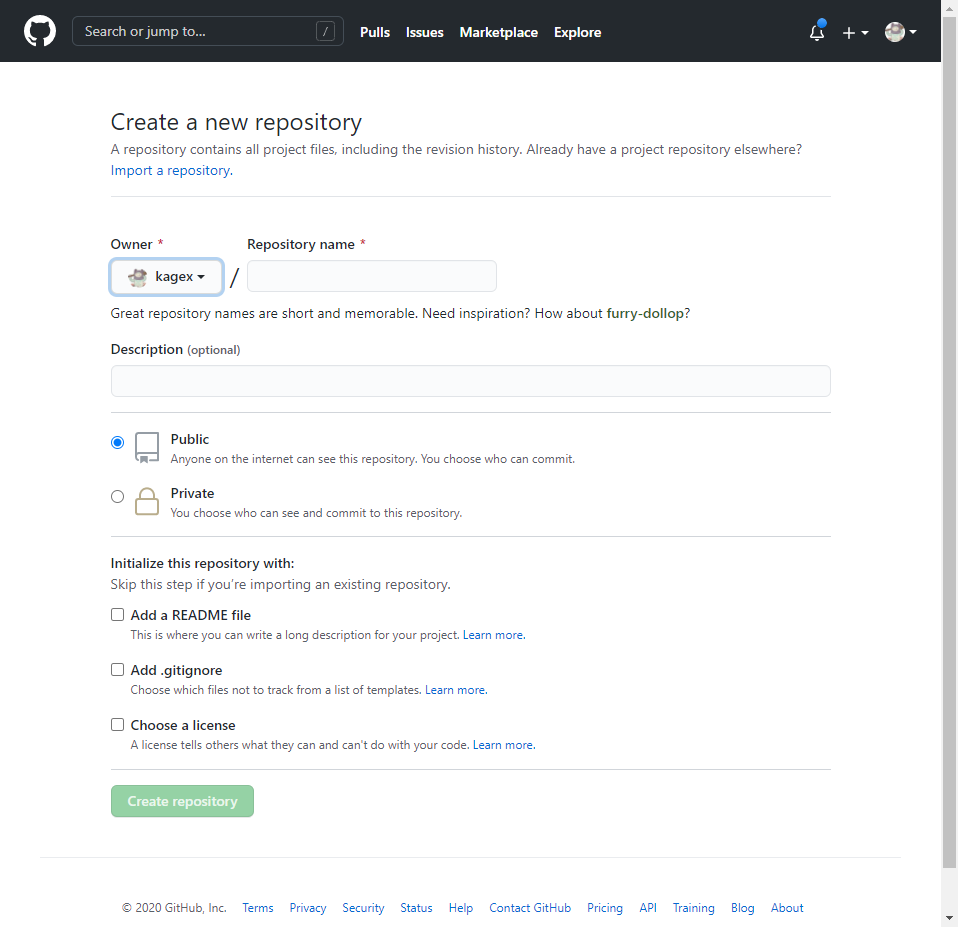 Search or jump to... / Pulls Issues Marketplace Explore
Create a new repository
A repository contains all project files, including the revision history. Already have a project repository elsewhere?
Import a repository.
Owner * Repository name *
kagex / 
Great repository names are short and memorable. Need inspiration? How about furry-dollop?
Description (optional)
Public
Anyone on the internet can see this repository. You choose who can commit.
Private
You choose who can see and commit to this repository.
Initialize this repository with:
Skip this step if you're importing an existing repository.
Add a README file
This is where you can write a long description for your project. Learn more.
Add .gitignore
Choose which files not to track from a list of templates. Learn more.
Choose a license
A license tells others what they can and can't do with your code. Learn more.
Create repository
© 2020 GitHub, Inc. Terms Privacy Security Status Help Contact GitHub Pricing API Training Blog About